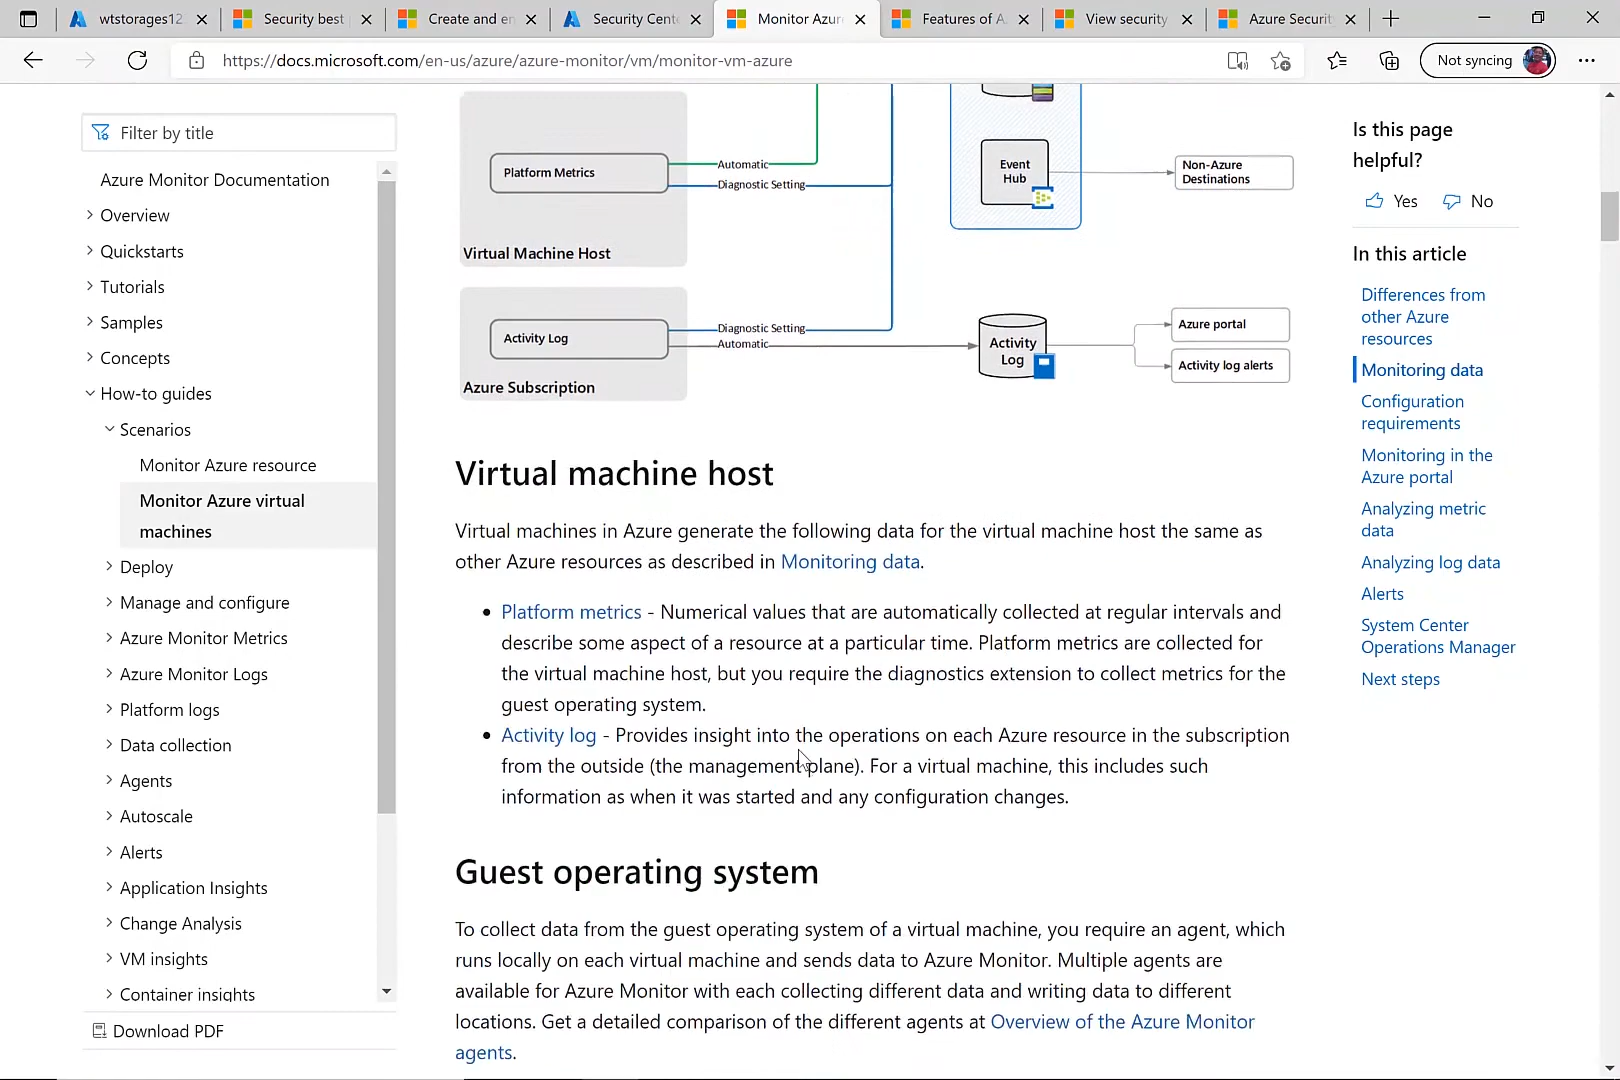 wtstorages12
Security best
Create and en
Security Cent
Monitor Azur
Features of A
View security
Azure Securit
https://docs.microsoft.com/en-us/azure/azure-monitor/vm/monitor-vm-azure
Not syncing
Filter by title
Azure Monitor Documentation
Overview
Quickstarts
Tutorials
Samples
Concepts
How-to guides
Scenarios
Monitor Azure resource
Monitor Azure virtual
machines
Deploy
Manage and configure
Azure Monitor Metrics
Azure Monitor Logs
Platform logs
Data collection
Agents
Autoscale
Alerts
Application Insights
Change Analysis
VM insights
Container insights
Download PDF
Platform Metrics
Automatic
Diagnostic Setting
Virtual Machine Host
Event
Hub
Non-Azure
Destinations
Activity Log
Diagnostic Setting
Automatic
Azure Subscription
Activity
Log
Azure portal
Activity log alerts
Virtual machine host
Virtual machines in Azure generate the following data for the virtual machine host the same as
other Azure resources as described in Monitoring data.
• Platform metrics - Numerical values that are automatically collected at regular intervals and
describe some aspect of a resource at a particular time. Platform metrics are collected for
the virtual machine host, but you require the diagnostics extension to collect metrics for the
guest operating system.
• Activity log - Provides insight into the operations on each Azure resource in the subscription
from the outside (the management plane). For a virtual machine, this includes such
information as when it was started and any configuration changes.
Guest operating system
To collect data from the guest operating system of a virtual machine, you require an agent, which
runs locally on each virtual machine and sends data to Azure Monitor. Multiple agents are
available for Azure Monitor with each collecting different data and writing data to different
locations. Get a detailed comparison of the different agents at Overview of the Azure Monitor
agents.
Is this page
helpful?
Yes
No
In this article
Differences from
other Azure
resources
Monitoring data
Configuration
requirements
Monitoring in the
Azure portal
Analyzing metric
data
Analyzing log data
Alerts
System Center
Operations Manager
Next steps